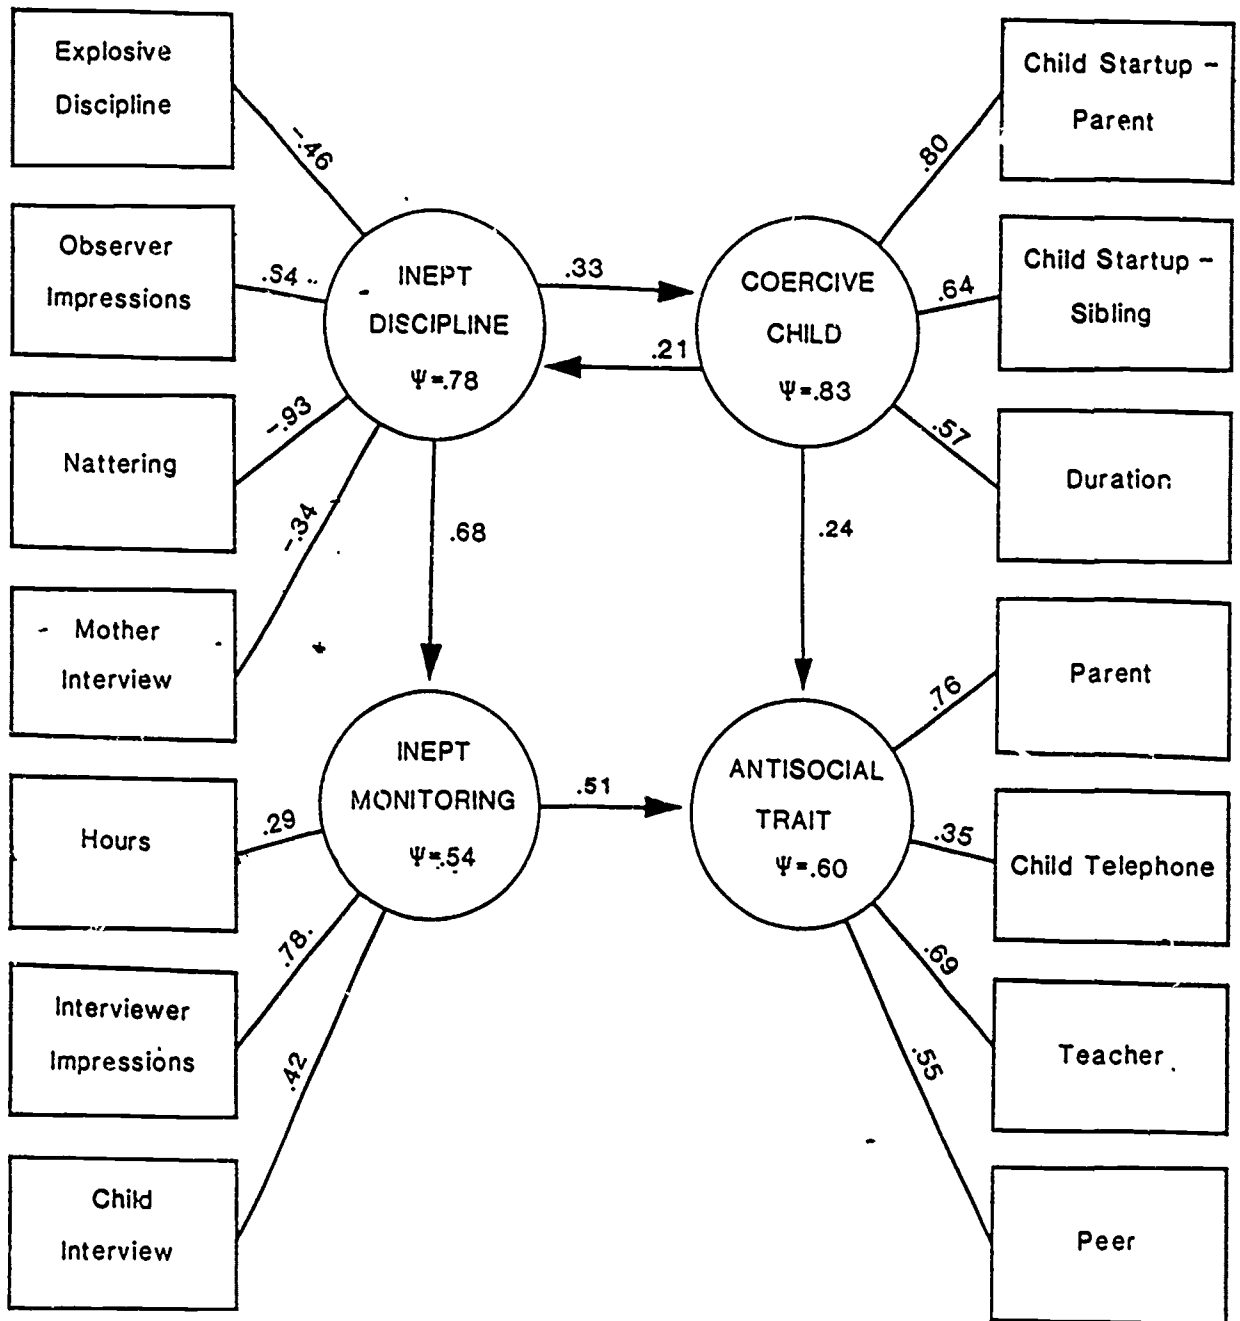 Explosive
Discipline
-.46
Observer
Impressions
.54
Nattering
-.93
Mother
Interview
-.34
INEPT
DISCIPLINE
Ψ=.78
.33
.21
COERCIVE
CHILD
Ψ=.83
Child Startup -
Parent
.80
Child Startup -
Sibling
.64
Duration
.57
.68
.24
Hours
.29
Interviewer
Impressions
.78
Child
Interview
.42
INEPT
MONITORING
Ψ=.54
.51
ANTISOCIAL
TRAIT
Ψ=.60
Parent
.76
Child Telephone
.35
Teacher
.69
Peer
.55